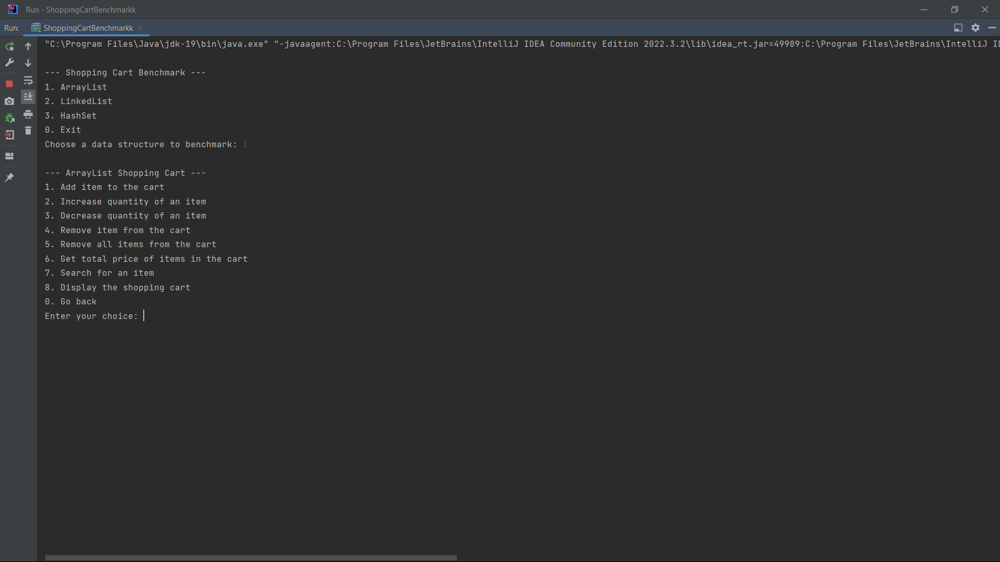 Run - ShoppingCartBenchmarkk
Run: ShoppingCartBenchmarkk
"C:\Program Files\Java\jdk-19\bin\java.exe" "-javaagent:C:\Program Files\JetBrains\IntelliJ IDEA Community Edition 2022.3.2\lib\idea_rt.jar=49989:C:\Program Files\JetBrains\IntelliJ ID
--- Shopping Cart Benchmark ---
1. ArrayList
2. LinkedList
3. HashSet
0. Exit
Choose a data structure to benchmark: 1
--- ArrayList Shopping Cart ---
1. Add item to the cart
2. Increase quantity of an item
3. Decrease quantity of an item
4. Remove item from the cart
5. Remove all items from the cart
6. Get total price of items in the cart
7. Search for an item
8. Display the shopping cart
0. Go back
Enter your choice: